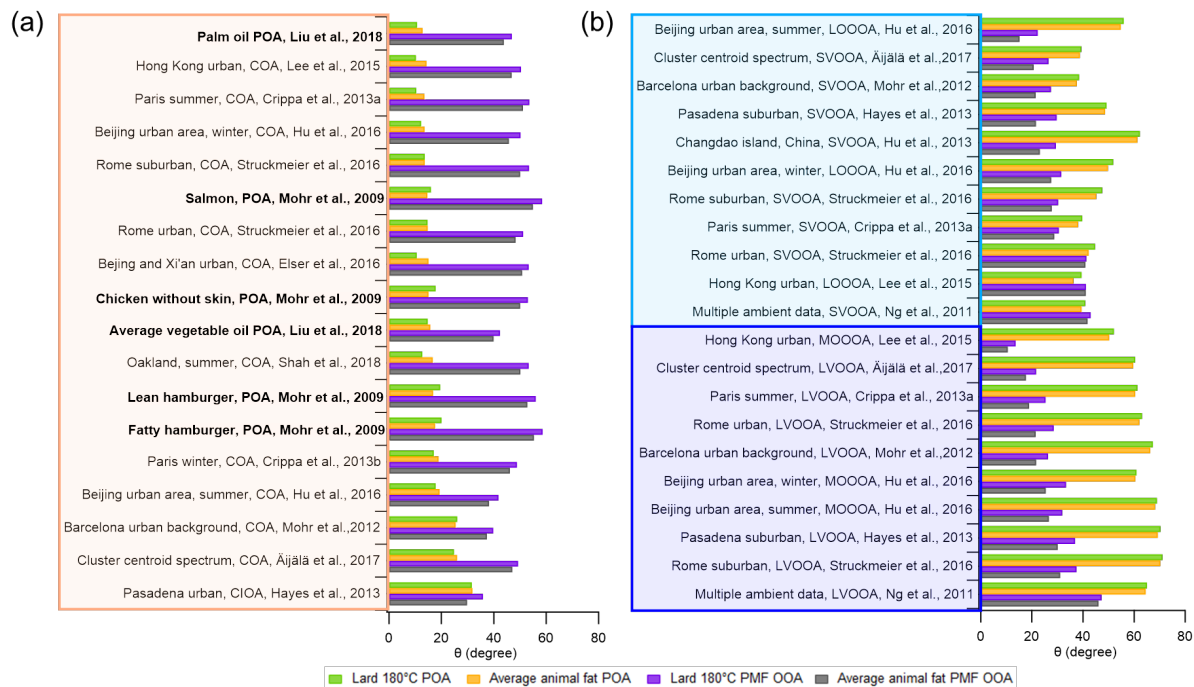 (a)
Palm oil POA, Liu et al., 2018
Hong Kong urban, COA, Lee et al., 2015
Paris summer, COA, Crippa et al., 2013a
Beijing urban area, winter, COA, Hu et al., 2016
Rome suburban, COA, Struckmeier et al., 2016
Salmon, POA, Mohr et al., 2009
Rome urban, COA, Struckmeier et al., 2016
Bejing and Xi'an urban, COA, Elser et al., 2016
Chicken without skin, POA, Mohr et al., 2009
Average vegetable oil POA, Liu et al., 2018
Oakland, summer, COA, Shah et al., 2018
Lean hamburger, POA, Mohr et al., 2009
Fatty hamburger, POA, Mohr et al., 2009
Paris winter, COA, Crippa et al., 2013b
Beijing urban area, summer, COA, Hu et al., 2016
Barcelona urban background, COA, Mohr et al.,2012
Cluster centroid spectrum, COA, Äijälä et al., 2017
Pasadena urban, CIOA, Hayes et al., 2013
0 20 40 60 80
θ (degree)
(b)
Beijing urban area, summer, LOOOA, Hu et al., 2016
Cluster centroid spectrum, SVOOA, Äijälä et al.,2017
Barcelona urban background, SVOOA, Mohr et al.,2012
Pasadena suburban, SVOOA, Hayes et al., 2013
Changdao island, China, SVOOA, Hu et al., 2013
Beijing urban area, winter, LOOOA, Hu et al., 2016
Rome suburban, SVOOA, Struckmeier et al., 2016
Paris summer, SVOOA, Crippa et al., 2013a
Rome urban, SVOOA, Struckmeier et al., 2016
Hong Kong urban, LOOOA, Lee et al., 2015
Multiple ambient data, SVOOA, Ng et al., 2011
Hong Kong urban, MOOOA, Lee et al., 2015
Cluster centroid spectrum, LVOOA, Äijälä et al.,2017
Paris summer, LVOOA, Crippa et al., 2013a
Rome urban, LVOOA, Struckmeier et al., 2016
Barcelona urban background, LVOOA, Mohr et al.,2012
Beijing urban area, winter, MOOOA, Hu et al., 2016
Beijing urban area, summer, MOOOA, Hu et al., 2016
Pasadena suburban, LVOOA, Hayes et al., 2013
Rome suburban, LVOOA, Struckmeier et al., 2016
Multiple ambient data, LVOOA, Ng et al., 2011
0 20 40 60 80
θ (degree)
Lard 180°C POA Average animal fat POA Lard 180°C PMF OOA Average animal fat PMF OOA